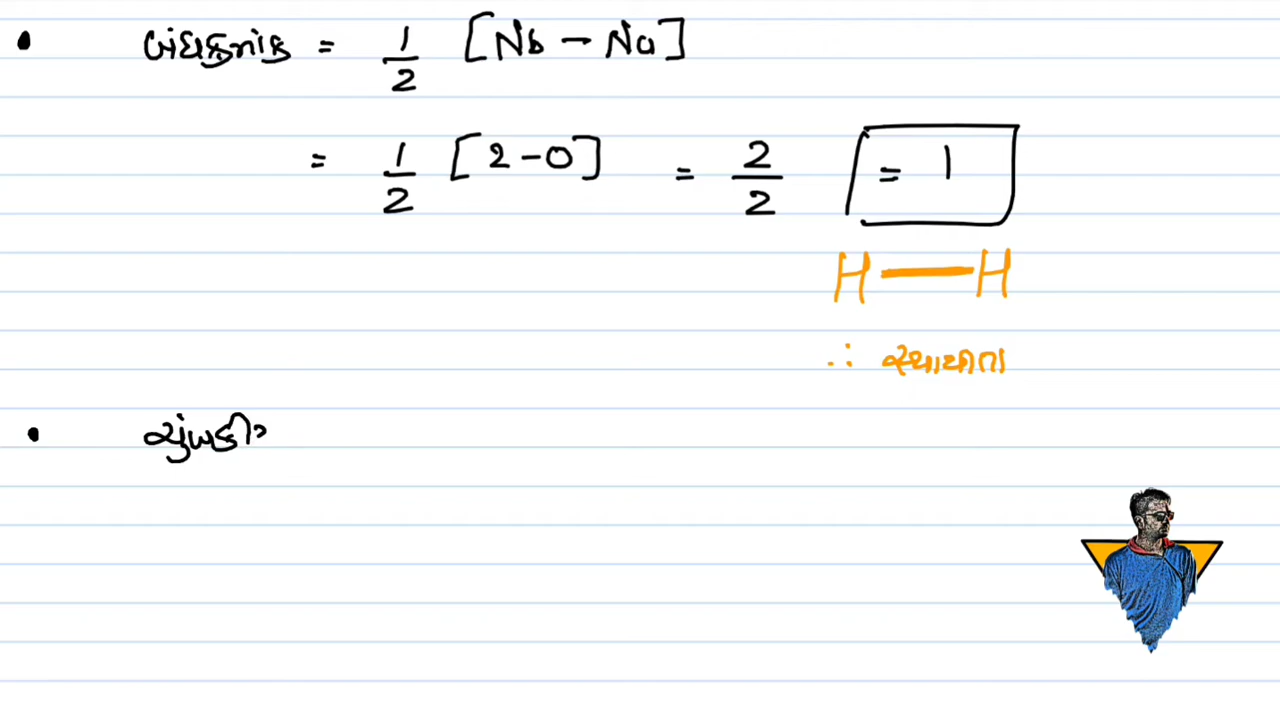 • બંધક્રમાંક = 1/2 [Nb − Na]
= 1/2 [2 − 0] = 2/2 = 1
H — H
∴ સ્થાયીતા
• ચુંબકી